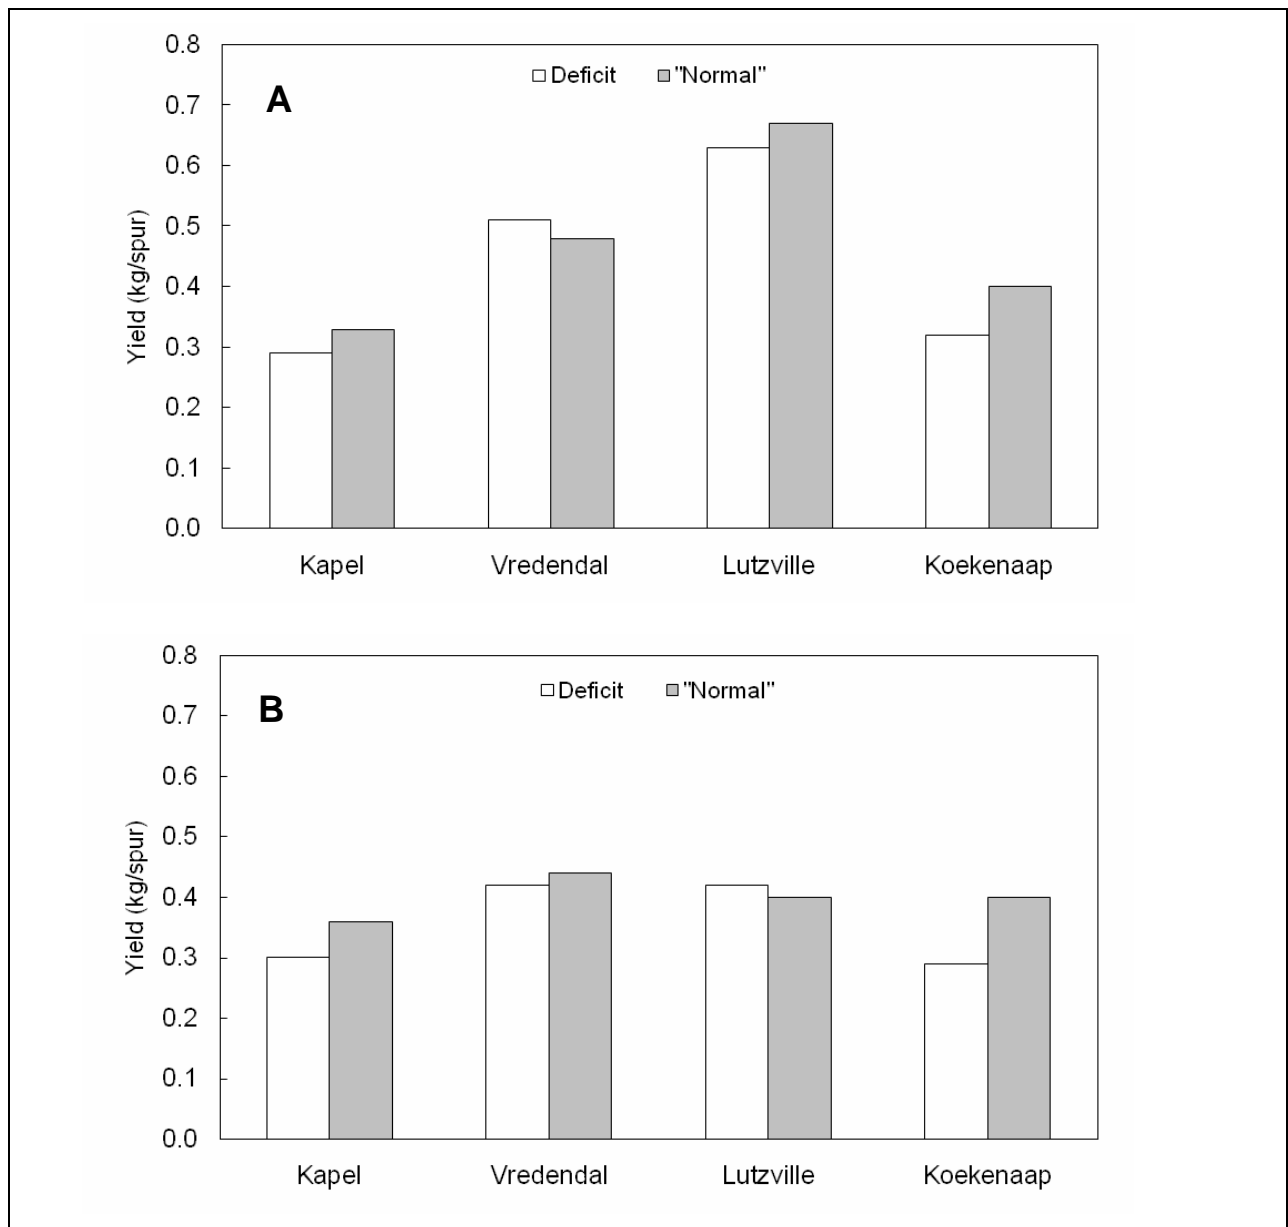 0.8
Deficit "Normal"
A
0.7
0.6
0.5
0.4
0.3
0.2
0.1
0.0
Yield (kg/spur)
Kapel Vredendal Lutzville Koekenaap
0.8
Deficit "Normal"
B
0.7
0.6
0.5
0.4
0.3
0.2
0.1
0.0
Yield (kg/spur)
Kapel Vredendal Lutzville Koekenaap